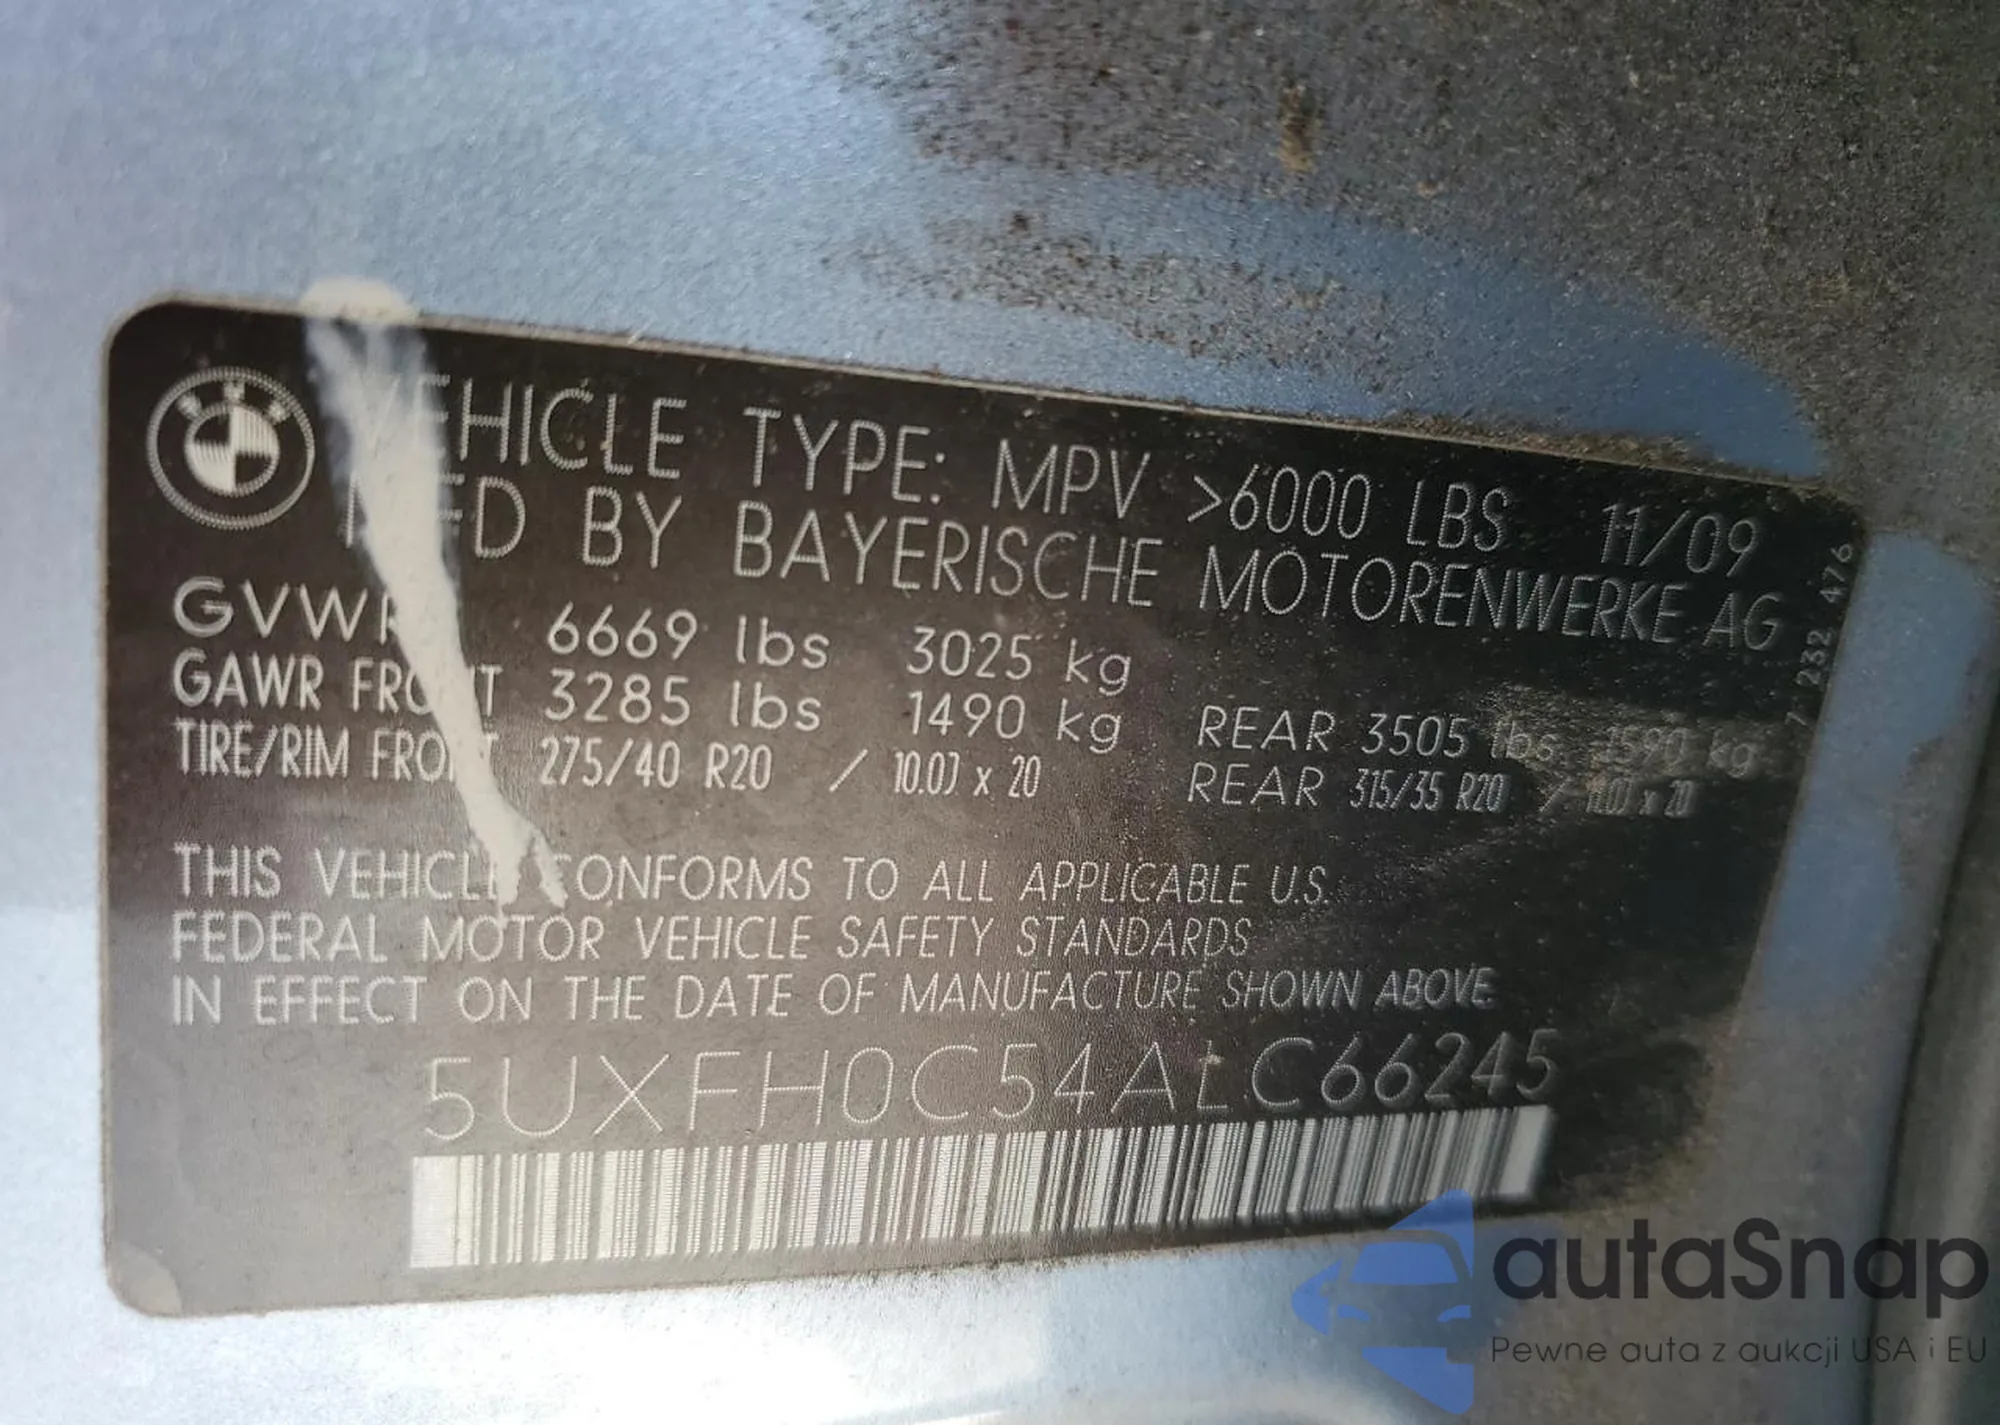 VEHICLE TYPE: MPV >6000 LBS 11/09
MFD BY BAYERISCHE MOTORENWERKE AG
GVWR 6669 lbs 3025 kg
GAWR FRONT 3285 lbs 1490 kg REAR 3505 lbs 1590 kg
TIRE/RIM FRONT 275/40 R20 / 10.0J x 20 REAR 315/35 R20 / 11.0J x 20
THIS VEHICLE CONFORMS TO ALL APPLICABLE U.S.
FEDERAL MOTOR VEHICLE SAFETY STANDARDS
IN EFFECT ON THE DATE OF MANUFACTURE SHOWN ABOVE
5UXFH0C54ALC66245
7 232 476
autaSnap
Pewne auta z aukcji USA i EU